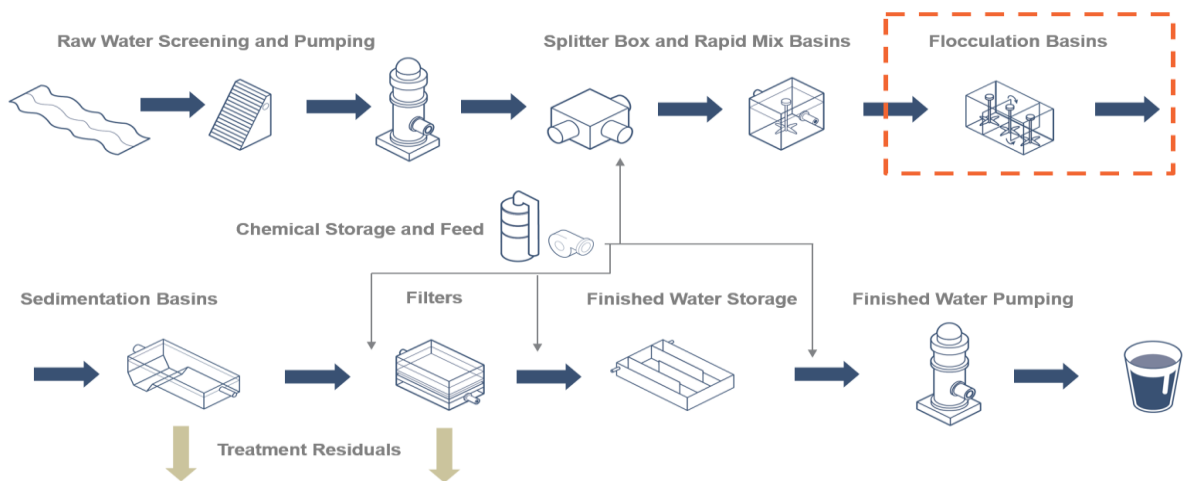 Raw Water Screening and Pumping
Splitter Box and Rapid Mix Basins
Flocculation Basins
Chemical Storage and Feed
Sedimentation Basins
Filters
Finished Water Storage
Finished Water Pumping
Treatment Residuals